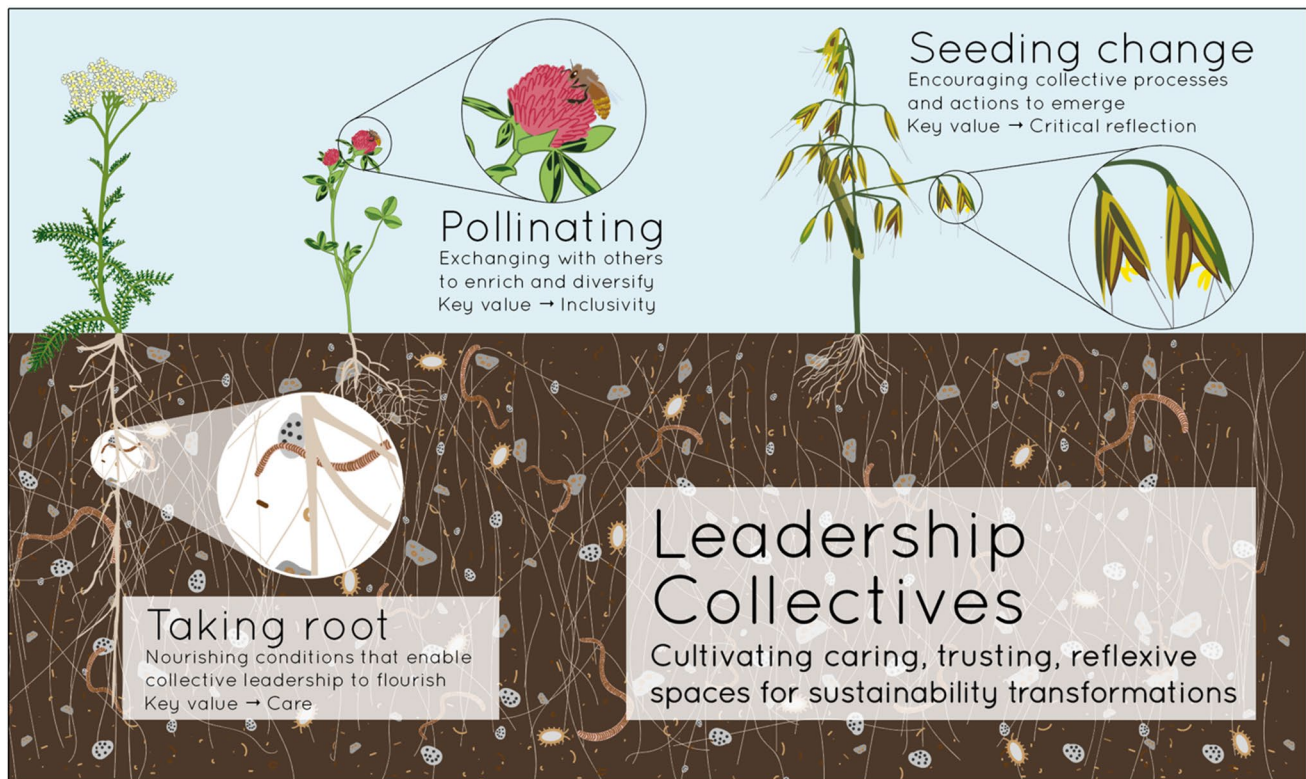 Seeding change
Encouraging collective processes
and actions to emerge
Key value → Critical reflection
Pollinating
Exchanging with others
to enrich and diversify
Key value → Inclusivity
Taking root
Nourishing conditions that enable
collective leadership to flourish
Key value → Care
Leadership
Collectives
Cultivating caring, trusting, reflexive
spaces for sustainability transformations